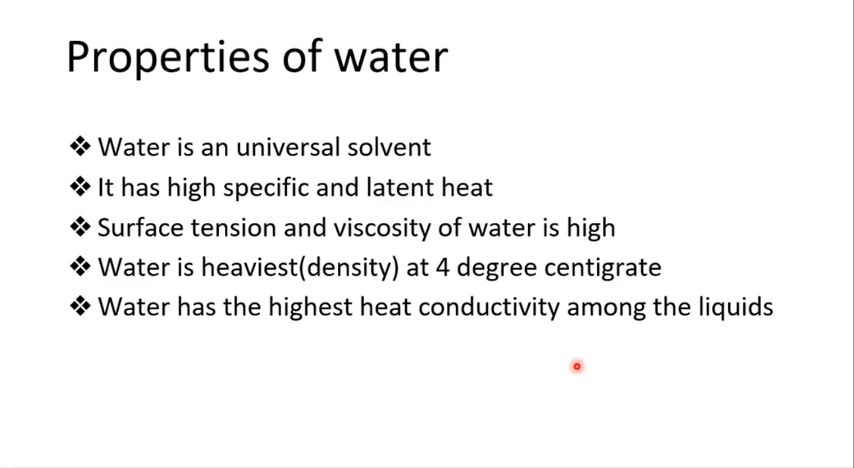 Properties of water
❖ Water is an universal solvent
❖ It has high specific and latent heat
❖ Surface tension and viscosity of water is high
❖ Water is heaviest(density) at 4 degree centigrate
❖ Water has the highest heat conductivity among the liquids